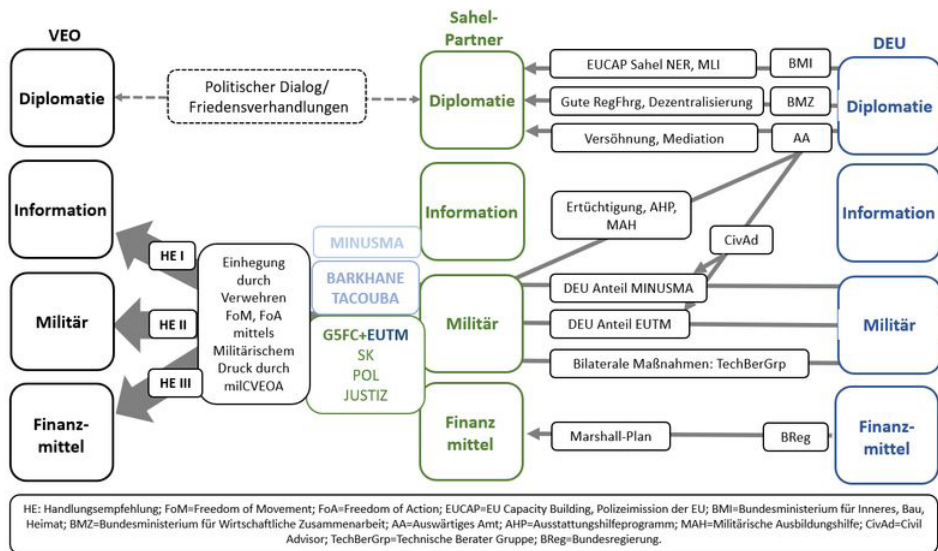 VEO
Sahel-
Partner
DEU
Diplomatie
Politischer Dialog/
Friedensverhandlungen
Diplomatie
EUCAP Sahel NER, MLI
BMI
Gute RegFhrg, Dezentralisierung
BMZ
Versöhnung, Mediation
AA
Diplomatie
Information
Information
Ertüchtigung, AHP,
MAH
CivAd
Information
HE I
HE II
HE III
Einhegung
durch
Verwehren
FoM, FoA
mittels
Militärischem
Druck durch
milCVEOA
MINUSMA
BARKHANE
TACOUBA
G5FC+EUTM
SK
POL
JUSTIZ
Militär
Militär
DEU Anteil MINUSMA
DEU Anteil EUTM
Bilaterale Maßnahmen: TechBerGrp
Militär
Finanz-
mittel
Finanz
mittel
Marshall-Plan
BReg
Finanz-
mittel
HE: Handlungsempfehlung; FoM=Freedom of Movement; FoA=Freedom of Action; EUCAP=EU Capacity Building, Polizeimission der EU; BMI=Bundesministerium für Inneres, Bau,
Heimat; BMZ=Bundesministerium für Wirtschaftliche Zusammenarbeit; AA=Auswärtiges Amt; AHP=Ausstattungshilfeprogramm; MAH=Militärische Ausbildungshilfe; CivAd=Civil
Advisor; TechBerGrp=Technische Berater Gruppe; BReg=Bundesregierung.